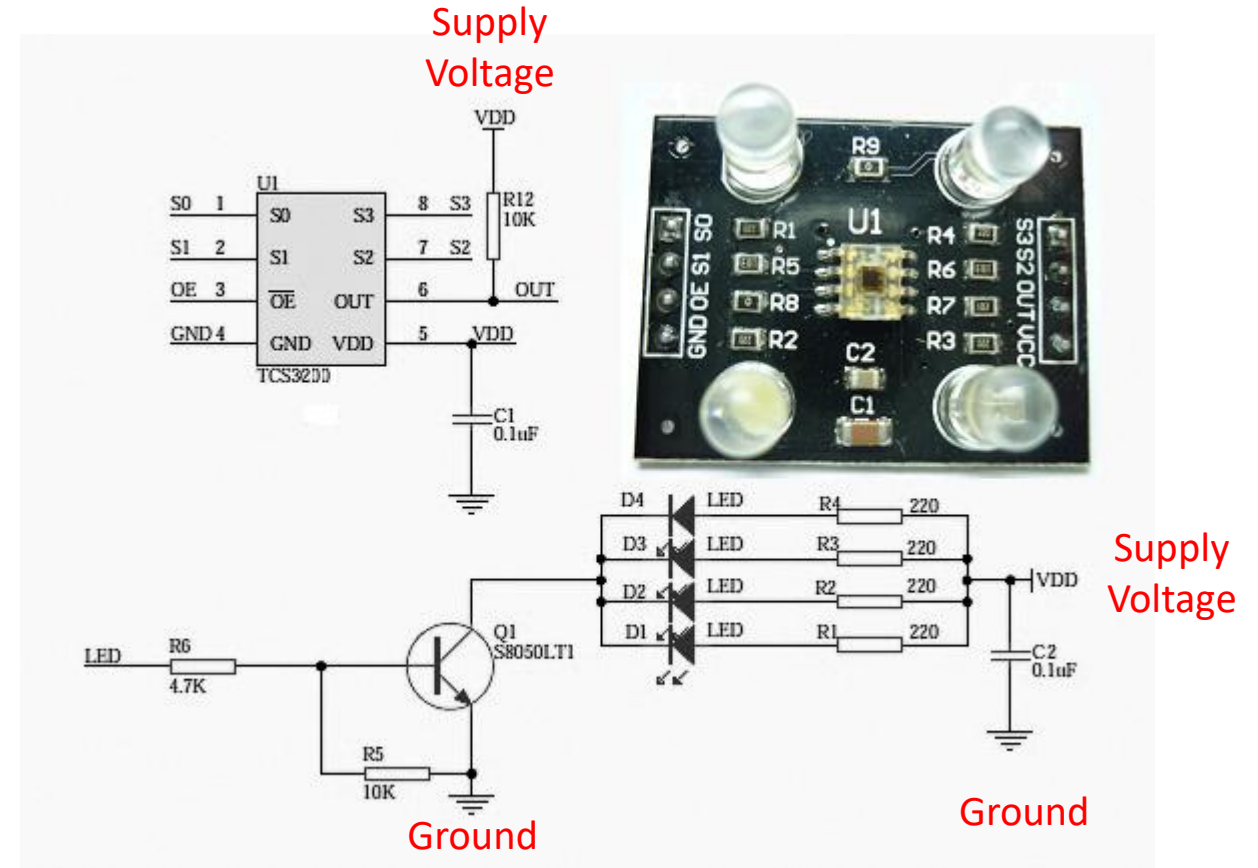 Supply
Voltage
VDD
U1
R12
10K
S0 1 S0 S3 8 S3
S1 2 S1 S2 7 S2
OE 3 OE OUT 6 OUT
GND 4 GND VDD 5 VDD
TCS3200
C1
0.1uF
R9
U1
S0 S1 OE GND
R1
R5
R8
R2
R4
R6
R7
R3
S3 S2 OUT VCC
C2
C1
D4 LED R4 220
D3 LED R3 220
D2 LED R2 220
D1 LED R1 220
VDD
Supply
Voltage
C2
0.1uF
Q1
S8050LT1
LED
R6
4.7K
R5
10K
Ground
Ground